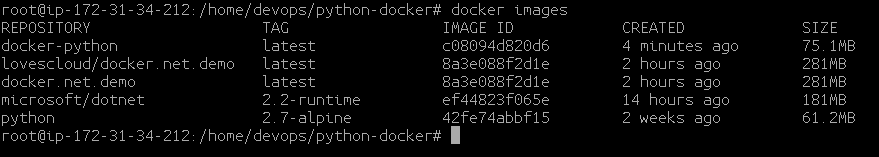 root@ip-172-31-34-212:/home/devops/python-docker# docker images
REPOSITORY TAG IMAGE ID CREATED SIZE
docker-python latest c08094d820d6 4 minutes ago 75.1MB
lovescloud/docker.net.demo latest 8a3e088f2d1e 2 hours ago 281MB
docker.net.demo latest 8a3e088f2d1e 2 hours ago 281MB
microsoft/dotnet 2.2-runtime ef44823f065e 14 hours ago 181MB
python 2.7-alpine 42fe74abbf15 2 weeks ago 61.2MB
root@ip-172-31-34-212:/home/devops/python-docker#